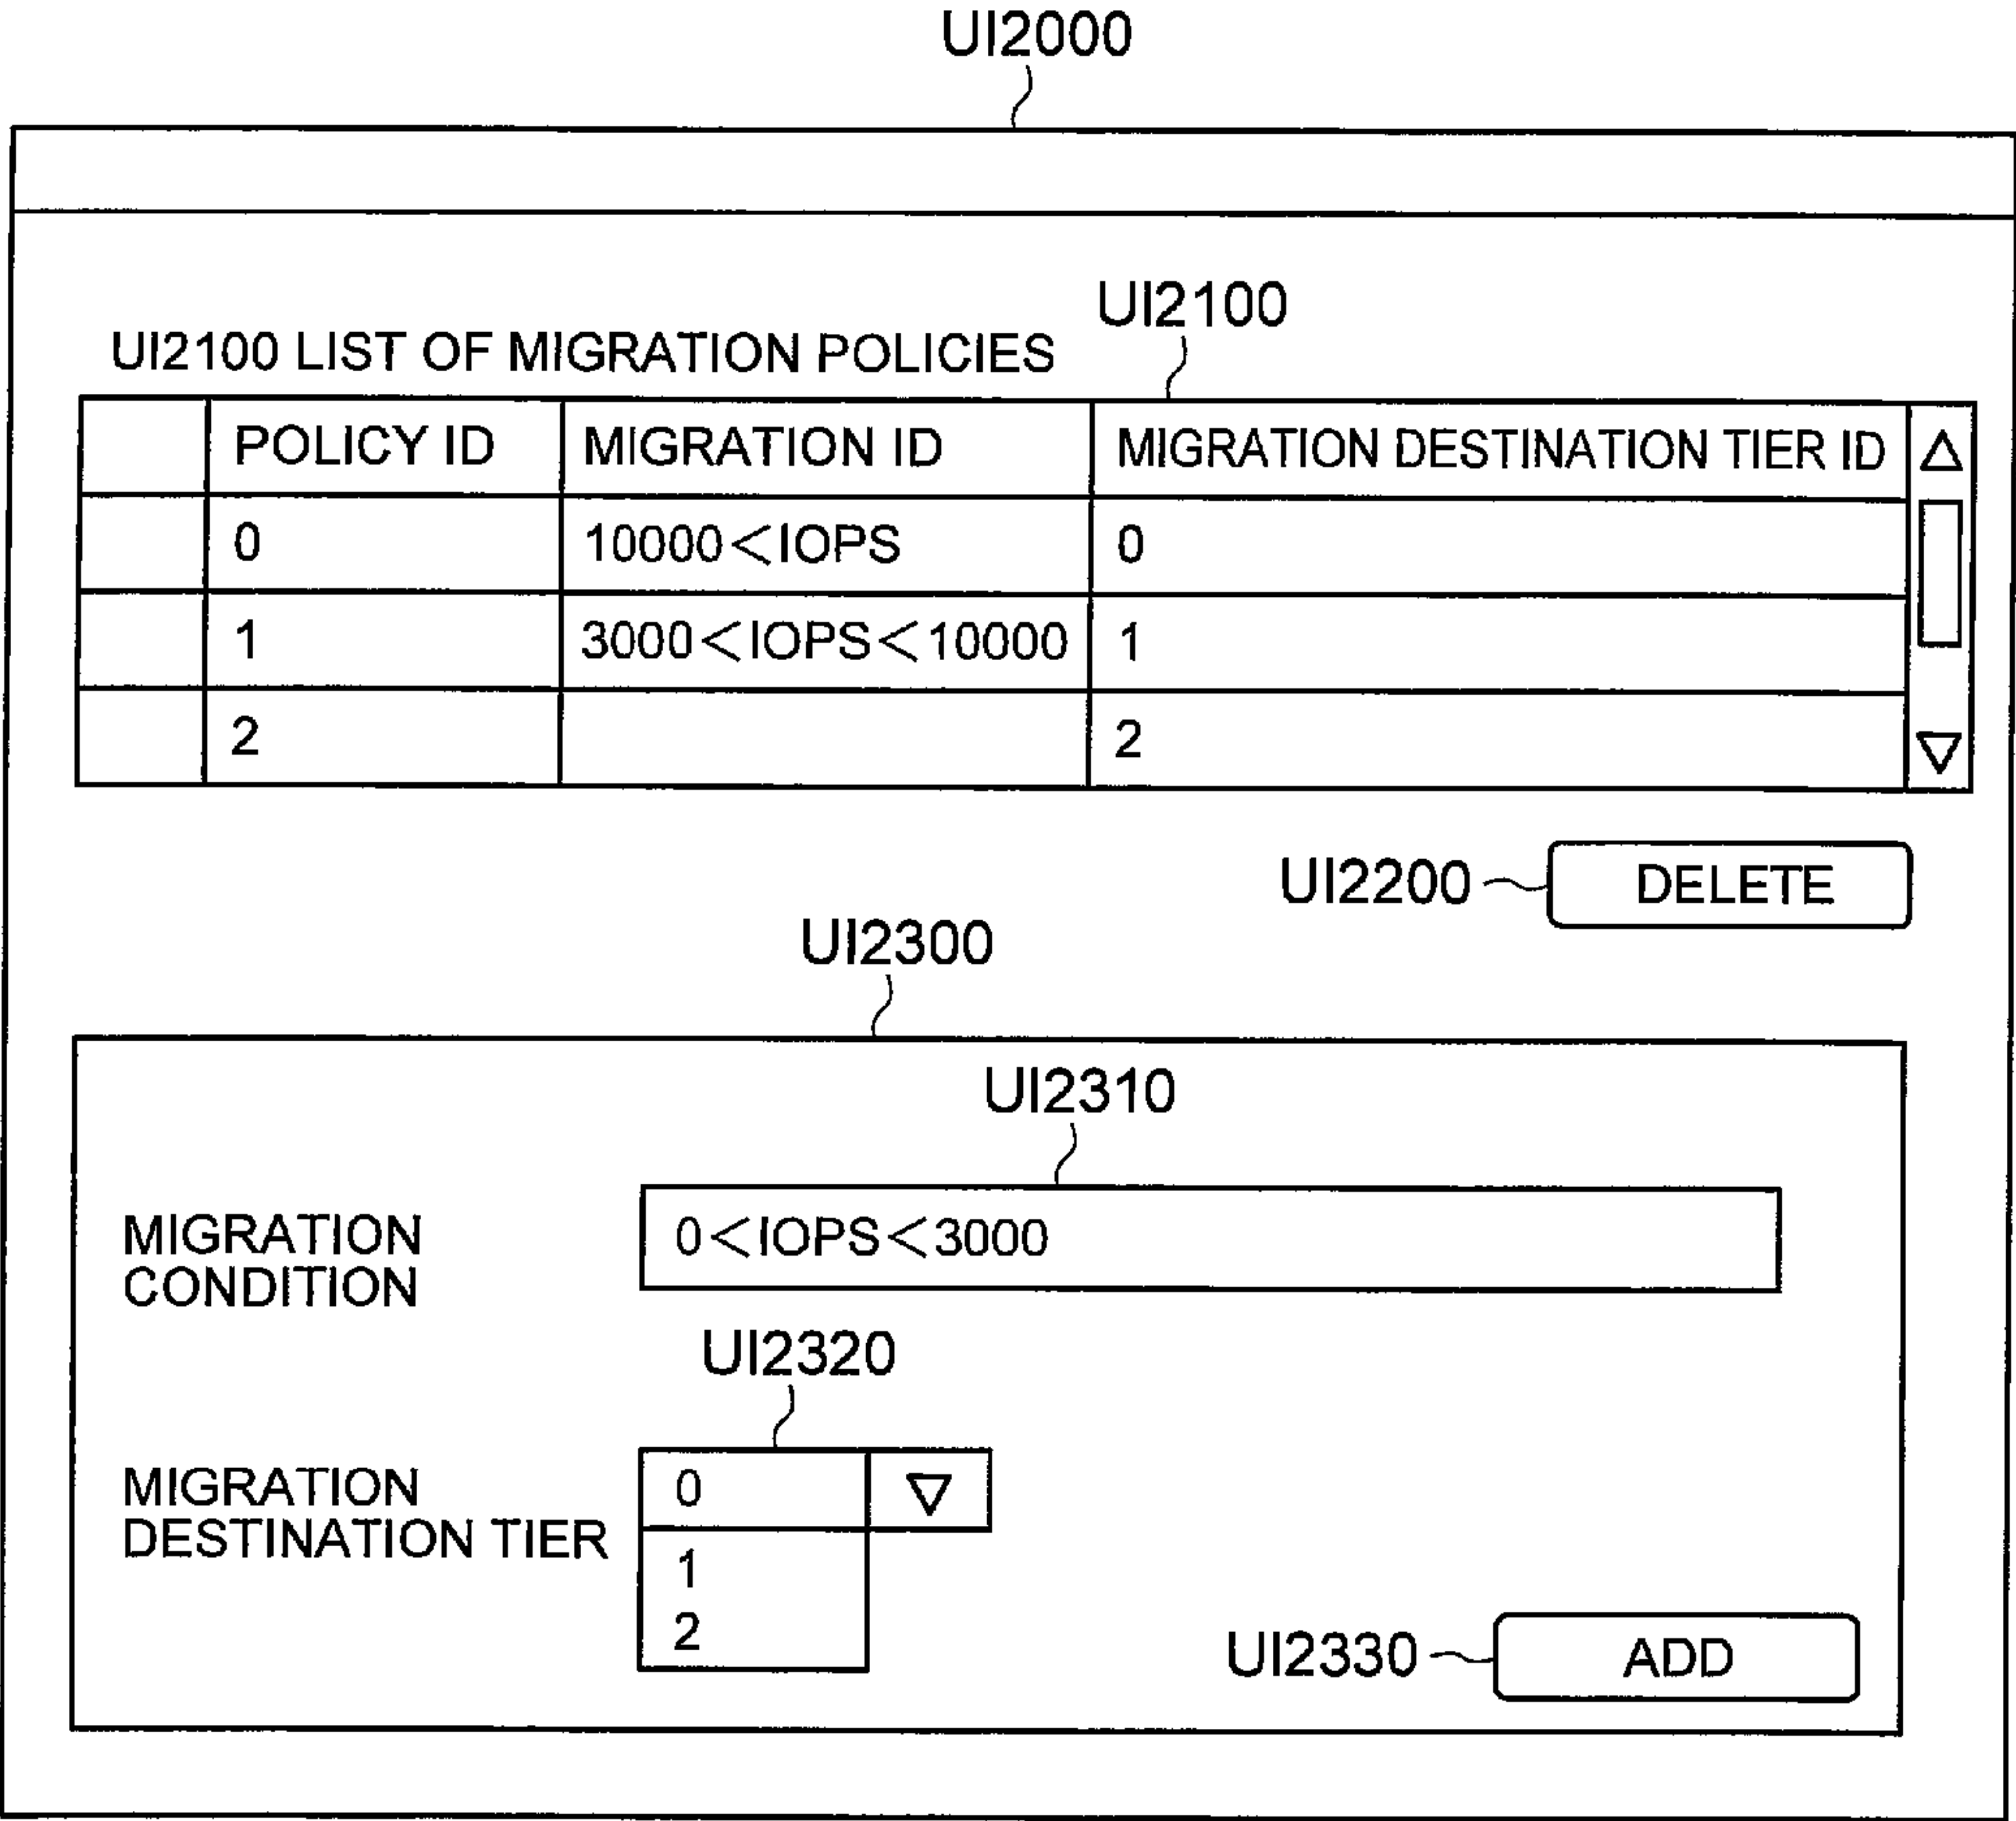 UI2000
UI2100
UI2100 LIST OF MIGRATION POLICIES
POLICY ID MIGRATION ID MIGRATION DESTINATION TIER ID
0 10000<IOPS 0
1 3000<IOPS<10000 1
2 2
UI2200 DELETE
UI2300
UI2310
MIGRATION
CONDITION
0<IOPS<3000
UI2320
MIGRATION
DESTINATION TIER
0
1
2
UI2330 ADD